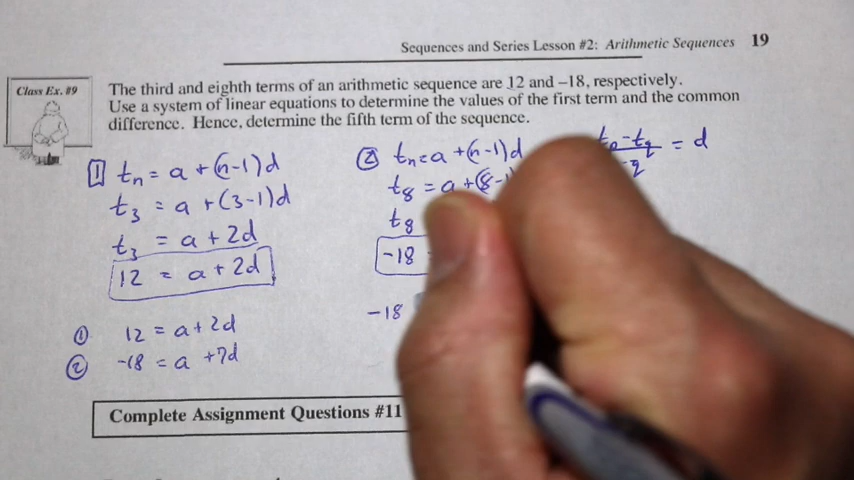 Sequences and Series Lesson #2: Arithmetic Sequences 19
Class Ex. #9
The third and eighth terms of an arithmetic sequence are 12 and –18, respectively.
Use a system of linear equations to determine the values of the first term and the common
difference. Hence, determine the fifth term of the sequence.
1 tn = a + (n-1)d
t3 = a + (3-1)d
t3 = a + 2d
12 = a + 2d
① 12 = a + 2d
② -18 = a + 7d
② tn = a + (n-1)d
t8 = a + (8-1
t8
-18
-18
= d
Complete Assignment Questions #11